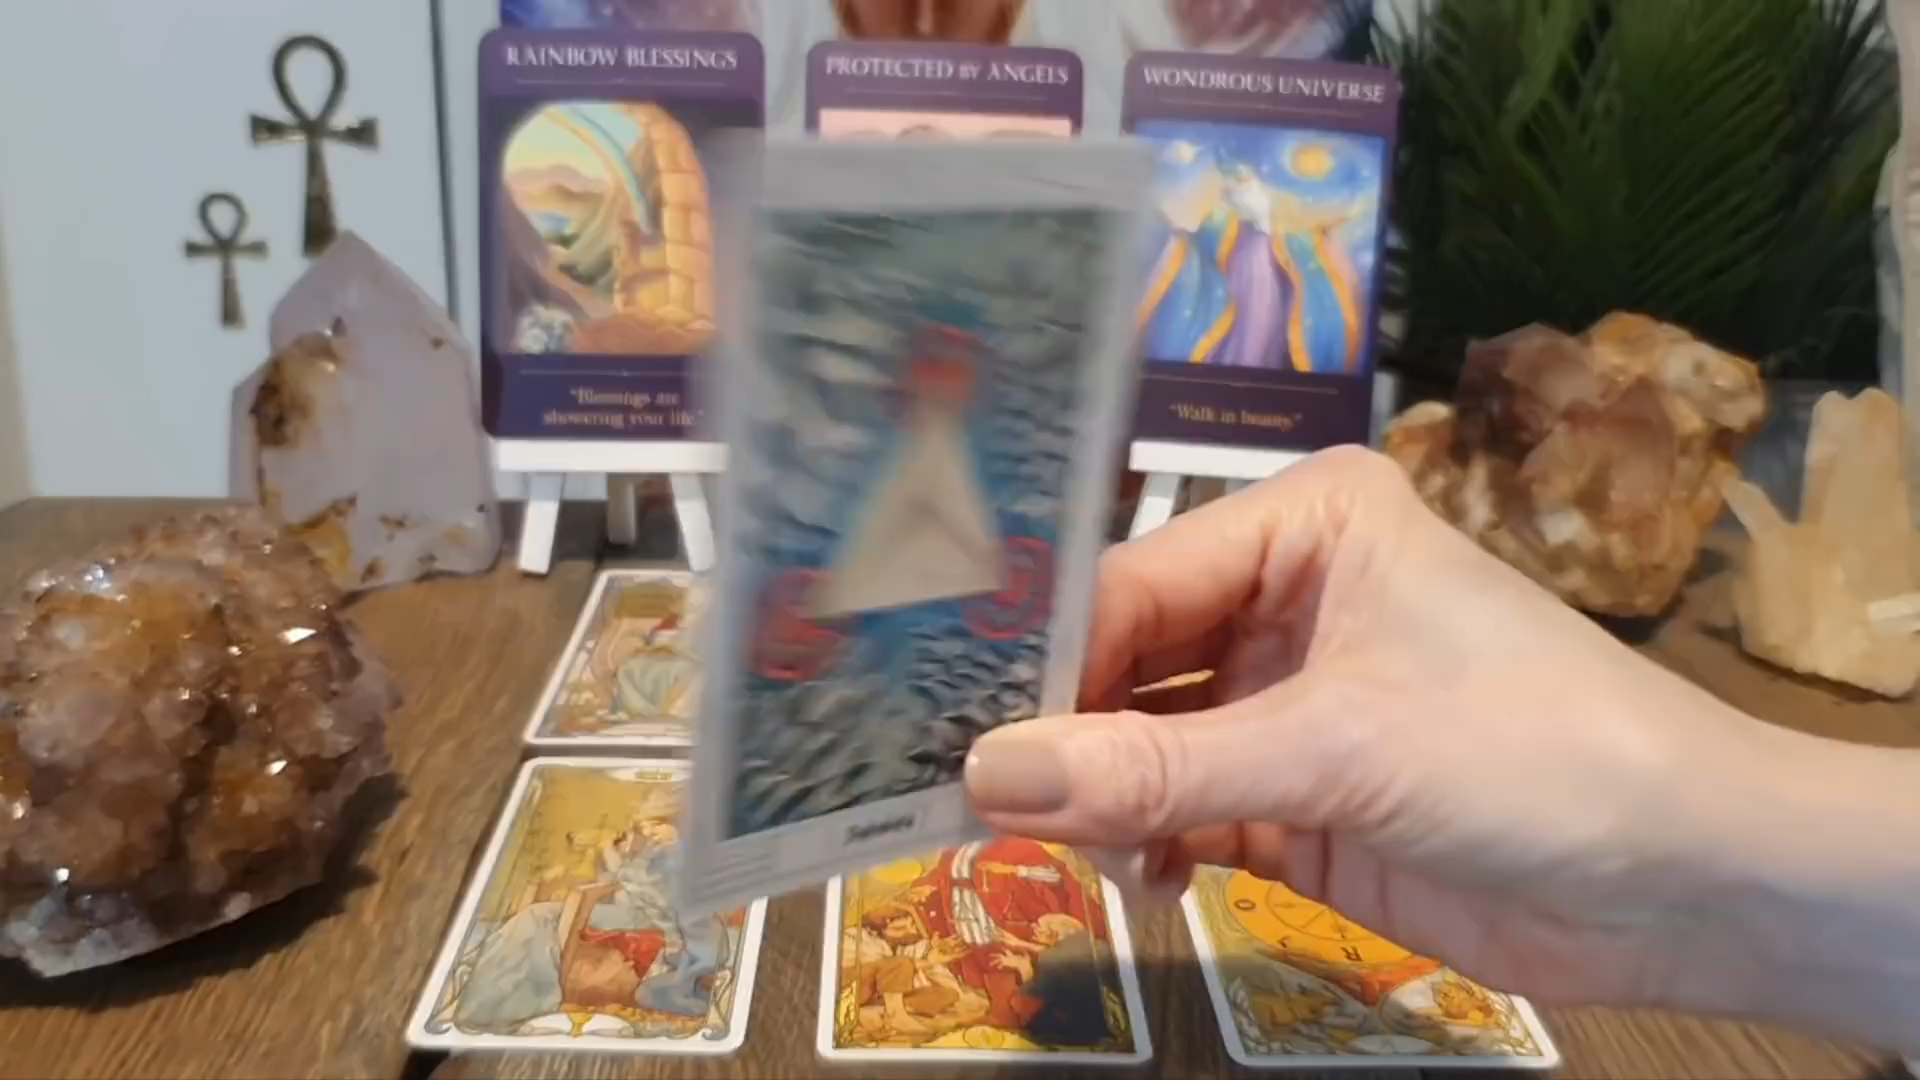 RAINBOW BLESSINGS
PROTECTED BY ANGELS
WONDROUS UNIVERSE
"Blessings are
showering your life."
"Walk in beauty."
O
R